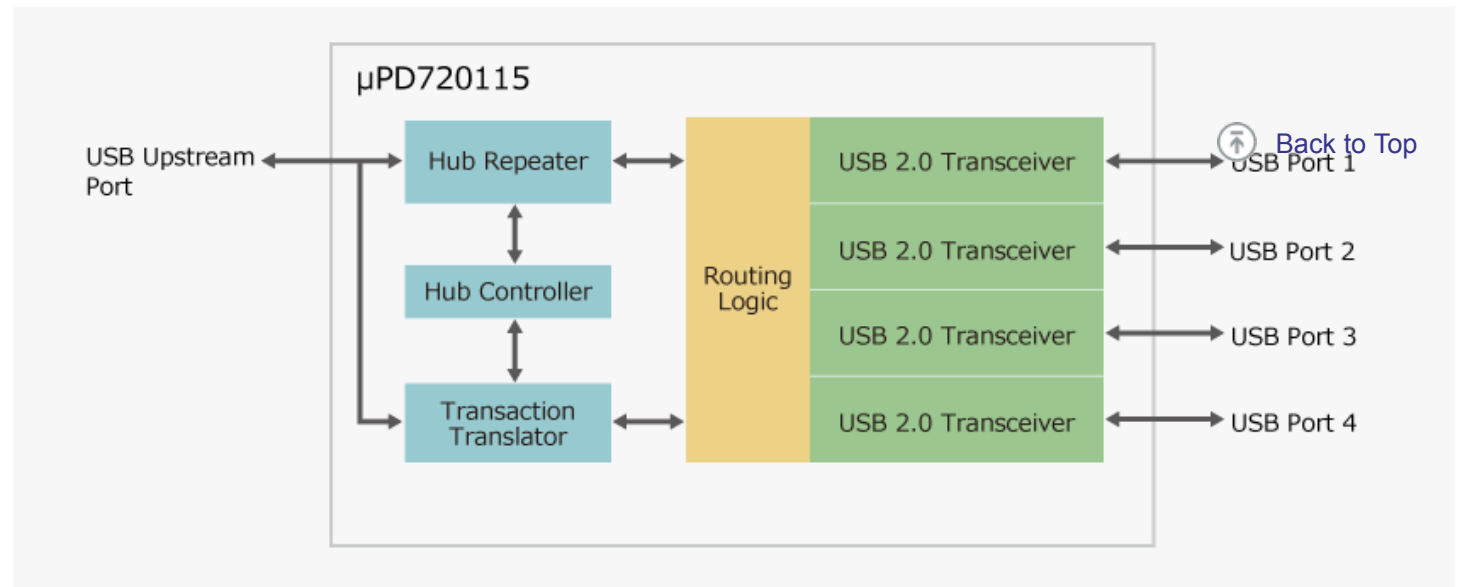 µPD720115
USB Upstream
Port
Hub Repeater
Hub Controller
Transaction
Translator
Routing
Logic
USB 2.0 Transceiver
USB 2.0 Transceiver
USB 2.0 Transceiver
USB 2.0 Transceiver
Back to Top
USB Port 1
USB Port 2
USB Port 3
USB Port 4